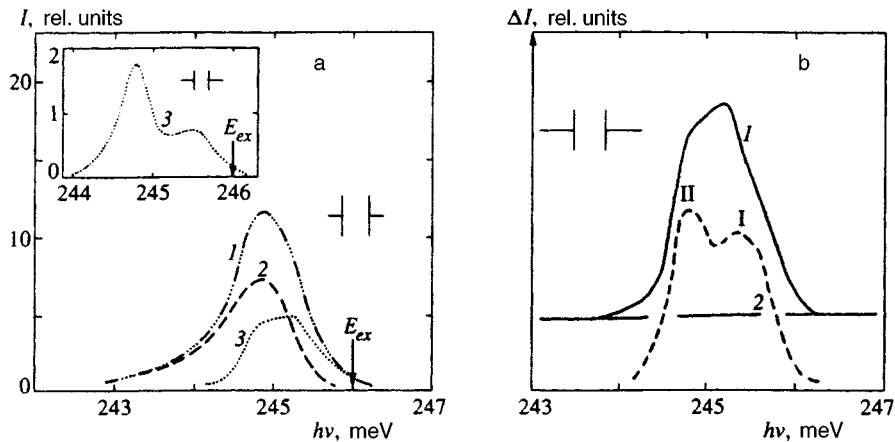 I, rel. units
a
20
10
0
2
1
0
3
E_ex
244 245 246
1
2
3
E_ex
243 245 247
hν, meV
ΔI, rel. units
b
1
II
I
2
243 245 247
hν, meV